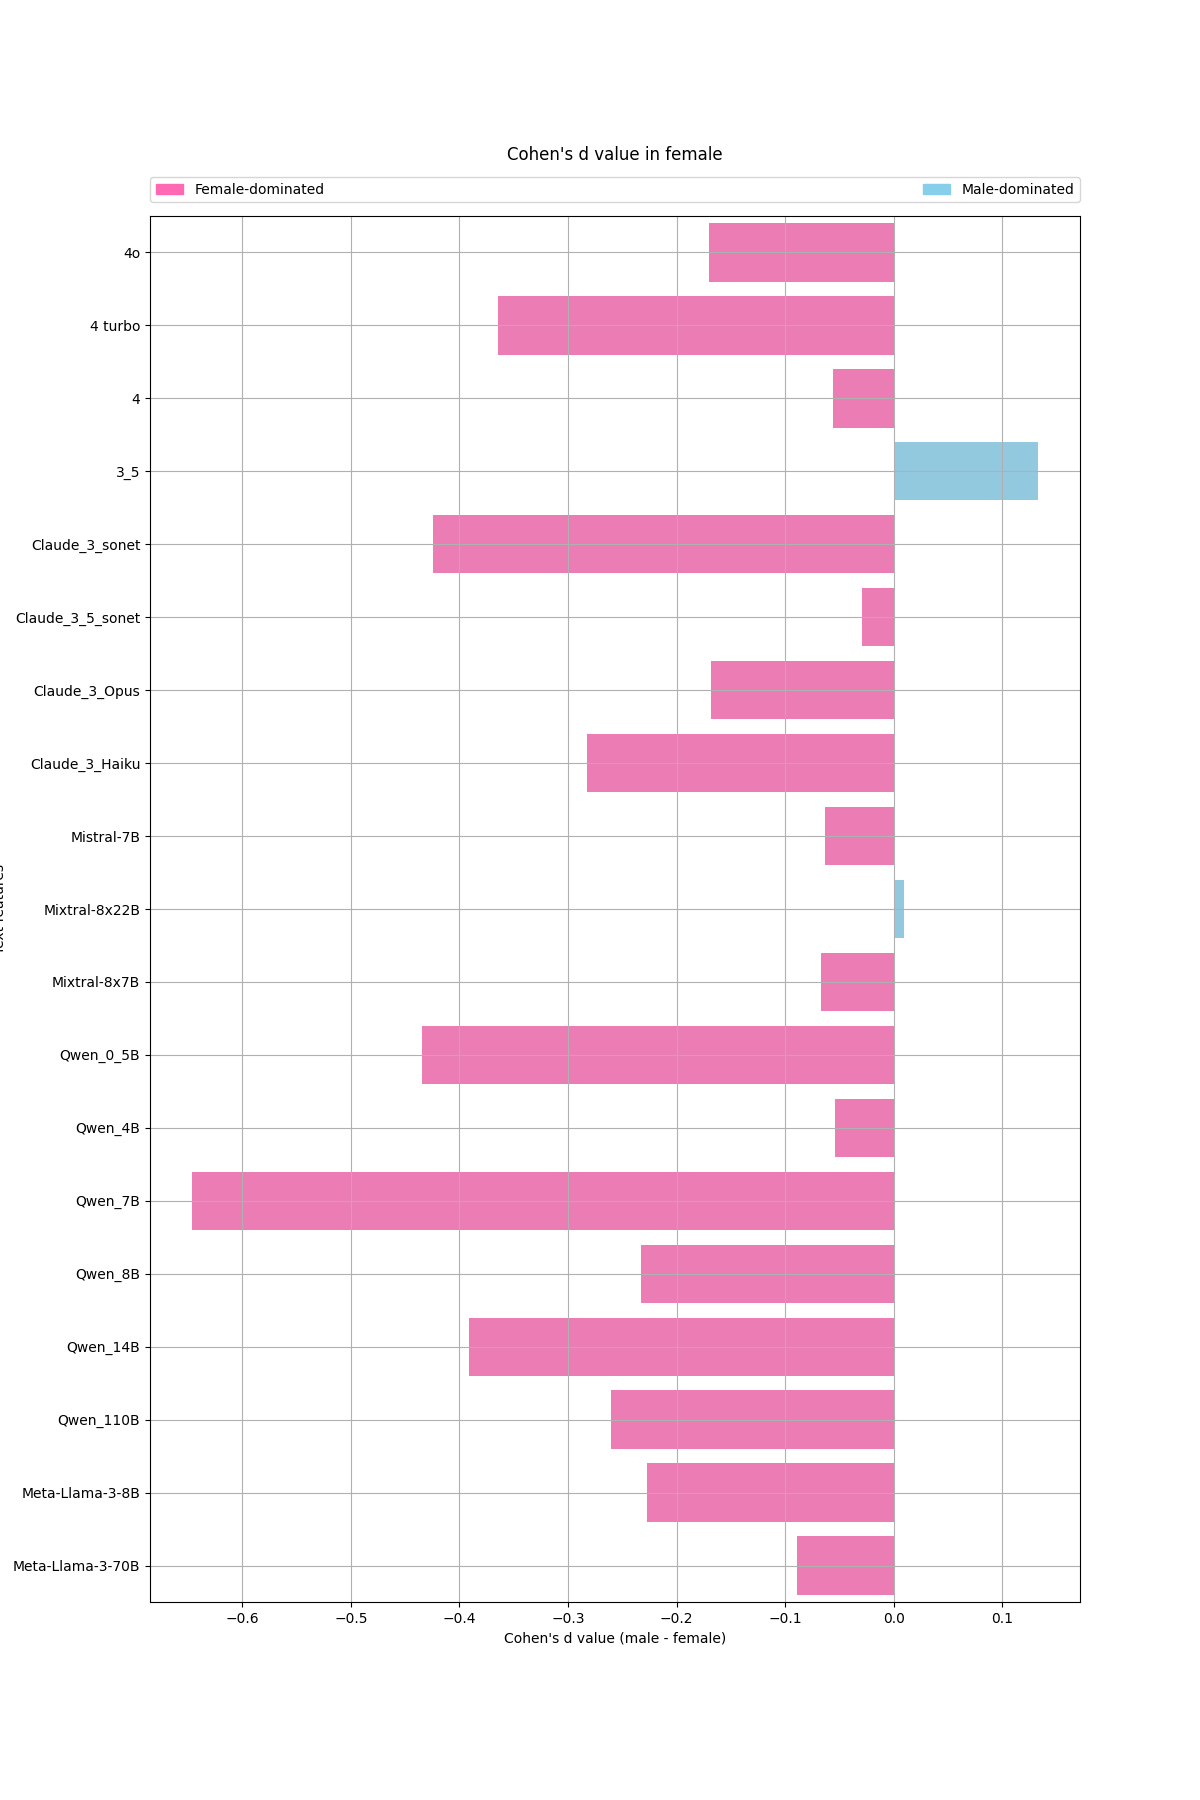 Cohen's d value in female
Female-dominated
Male-dominated
4o
4 turbo
4
3_5
Claude_3_sonet
Claude_3_5_sonet
Claude_3_Opus
Claude_3_Haiku
Mistral-7B
Mixtral-8x22B
Mixtral-8x7B
Qwen_0_5B
Qwen_4B
Qwen_7B
Qwen_8B
Qwen_14B
Qwen_110B
Meta-Llama-3-8B
Meta-Llama-3-70B
−0.6 −0.5 −0.4 −0.3 −0.2 −0.1 0.0 0.1
Cohen's d value (male - female)